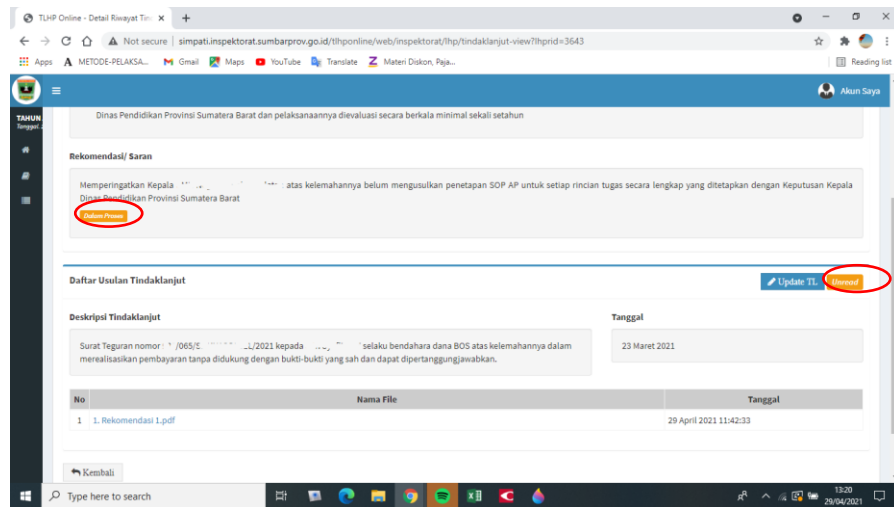 TLHP Online - Detail Riwayat Tin
Not secure | simpati.inspektorat.sumbarprov.go.id/tlhponline/web/inspektorat/lhp/tindaklanjut-view?lhprid=3643
Apps METODE-PELAKSA... Gmail Maps YouTube Translate Materi Diskon, Paja... Reading list
Akun Saya
TAHUN
Tanggal
Dinas Pendidikan Provinsi Sumatera Barat dan pelaksanaannya dievaluasi secara berkala minimal sekali setahun
Rekomendasi/ Saran
Memperingatkan Kepala atas kelemahannya belum mengusulkan penetapan SOP AP untuk setiap rincian tugas secara lengkap yang ditetapkan dengan Keputusan Kepala
Dinas Pendidikan Provinsi Sumatera Barat
Dalam Proses
Daftar Usulan Tindaklanjut
Update TL Unread
Deskripsi Tindaklanjut Tanggal
Surat Teguran nomor : /065/ /2021 kepada selaku bendahara dana BOS atas kelemahannya dalam
merealisasikan pembayaran tanpa didukung dengan bukti-bukti yang sah dan dapat dipertanggungjawabkan.
23 Maret 2021
No Nama File Tanggal
1 1. Rekomendasi 1.pdf 29 April 2021 11:42:33
Kembali
Type here to search
13:20
29/04/2021